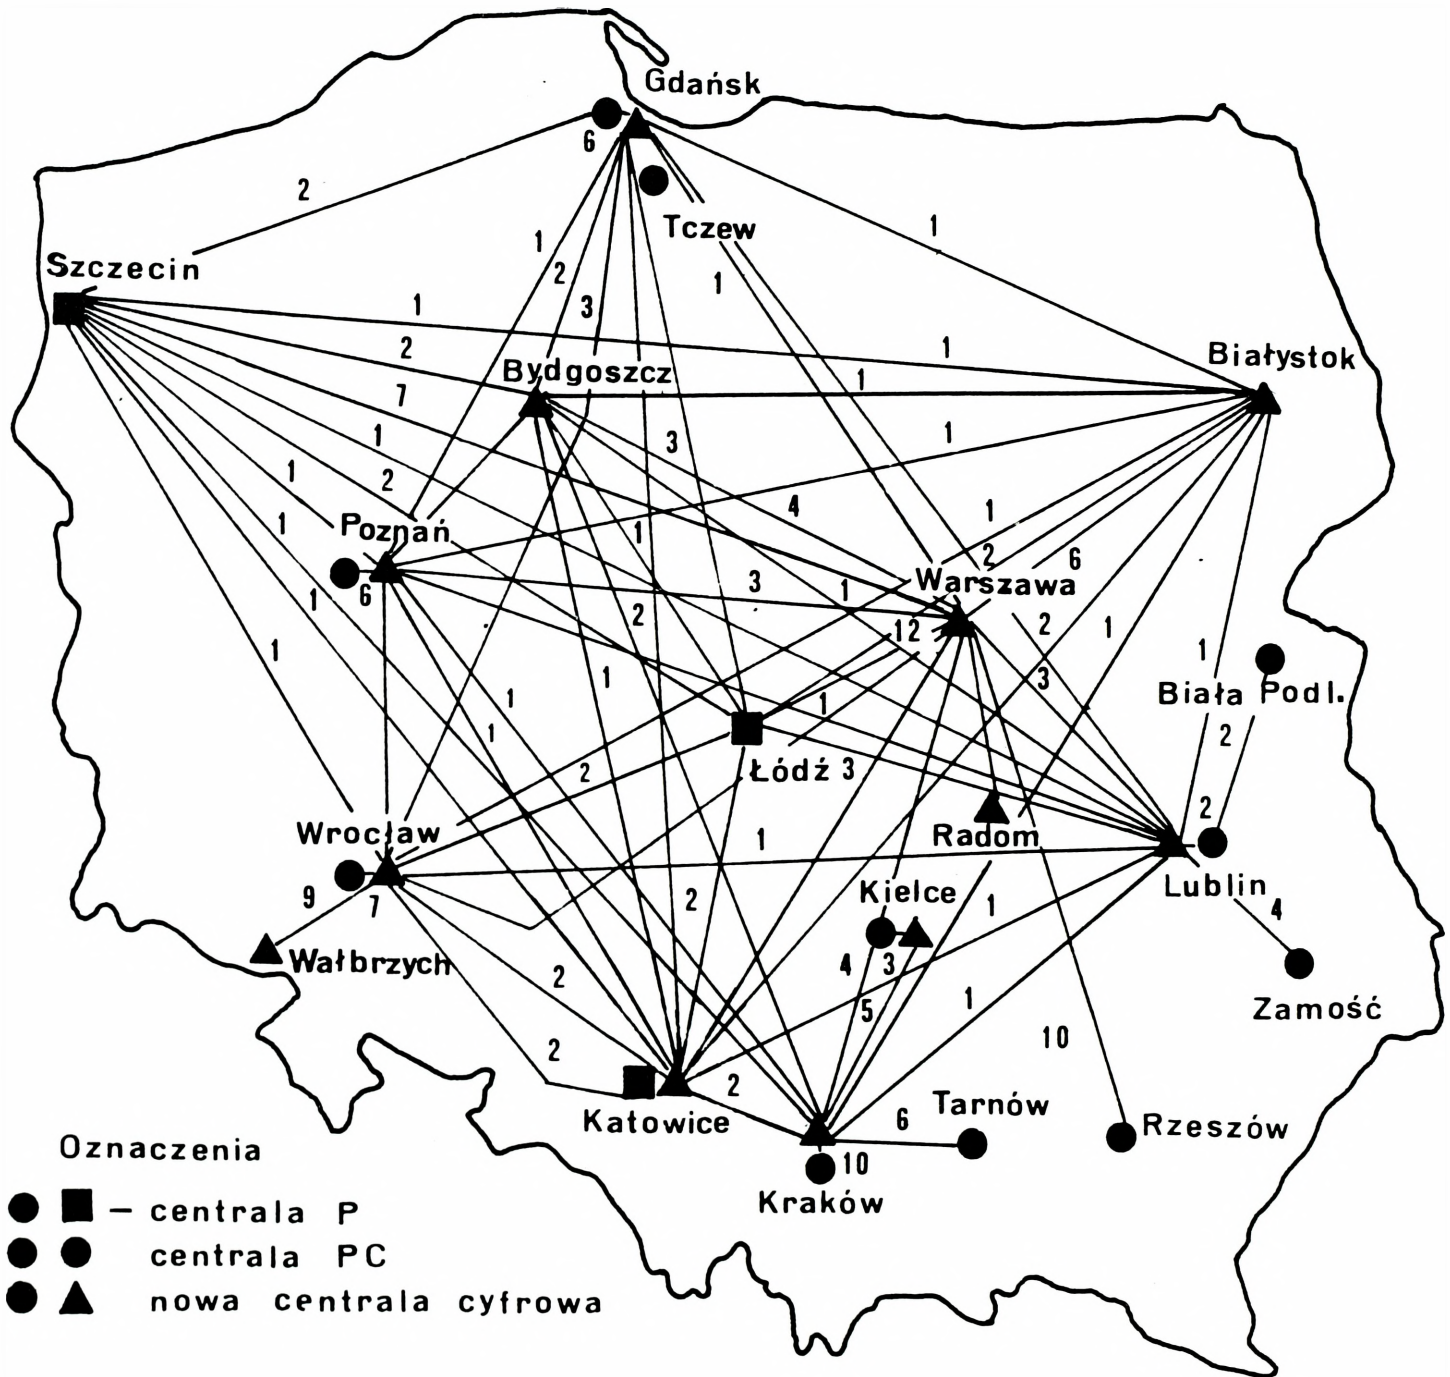 Gdańsk
6
2
Tczew
1
1
2
3
1
Szczecin
1
2
7
1
1
Białystok
Bydgoszcz
1
1
2
1
3
1
4
1
1
Poznań
6
2
6
Warszawa
1
3
1
2
12
2
3
1
1
Biała Podl.
2
1
1
1
1
1
2
Łódź 3
2
Wrocław
1
Radom
Lublin
4
9
7
2
Kielce
1
Wałbrzych
4
3
5
Zamość
2
1
10
2
2
Katowice
6
Tarnów
Rzeszów
10
Kraków
Oznaczenia
– centrala P
centrala PC
nowa centrala cyfrowa